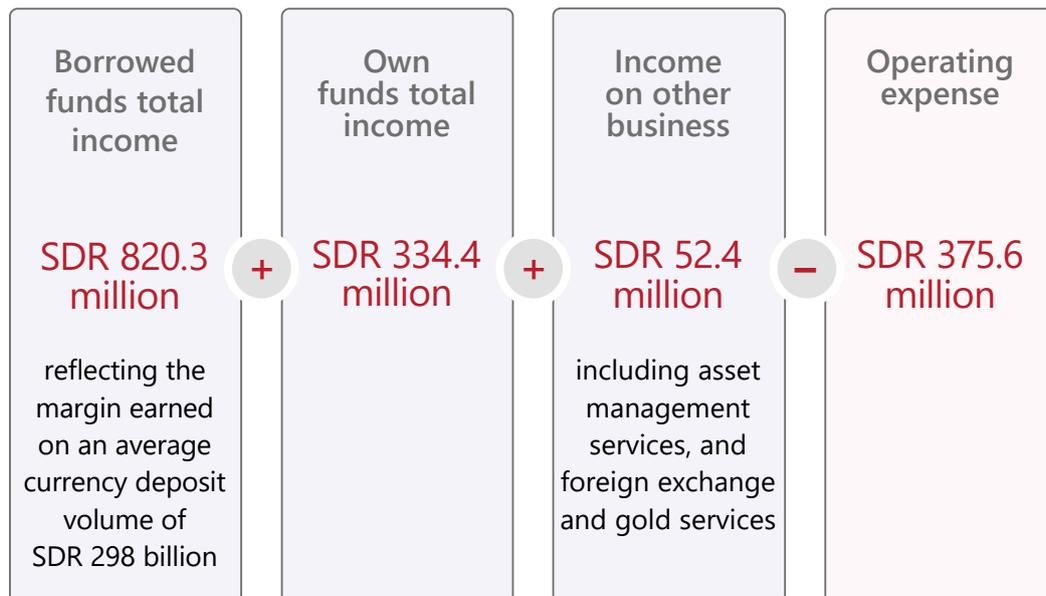 Borrowed
funds total
income
SDR 820.3
million
reflecting the
margin earned
on an average
currency deposit
volume of
SDR 298 billion
+
Own
funds total
income
SDR 334.4
million
+
Income
on other
business
SDR 52.4
million
including asset
management
services, and
foreign exchange
and gold services
−
Operating
expense
SDR 375.6
million